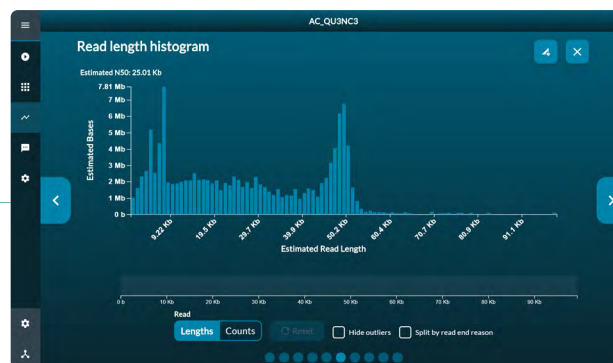 AC_QU3NC3
Read length histogram
Estimated N50: 25.01 Kb
7.81 Mb
7 Mb
6 Mb
5 Mb
4 Mb
3 Mb
2 Mb
1 Mb
0 b
Estimated Bases
9.22 Kb 19.5 Kb 29.7 Kb 39.9 Kb 50.2 Kb 60.4 Kb 70.7 Kb 80.9 Kb 91.1 Kb
Estimated Read Length
0 b 10 Kb 20 Kb 30 Kb 40 Kb 50 Kb 60 Kb 70 Kb 80 Kb 90 Kb
Read
Lengths Counts Reset Hide outliers Split by read end reason